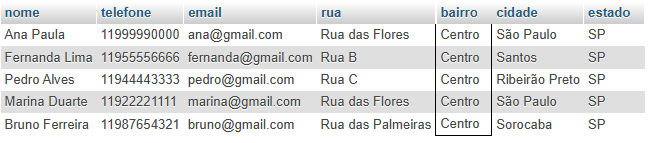 nome telefone email rua bairro cidade estado
Ana Paula 11999990000 ana@gmail.com Rua das Flores Centro São Paulo SP
Fernanda Lima 11955556666 fernanda@gmail.com Rua B Centro Santos SP
Pedro Alves 11944443333 pedro@gmail.com Rua C Centro Ribeirão Preto SP
Marina Duarte 11922221111 marina@gmail.com Rua das Flores Centro São Paulo SP
Bruno Ferreira 11987654321 bruno@gmail.com Rua das Palmeiras Centro Sorocaba SP